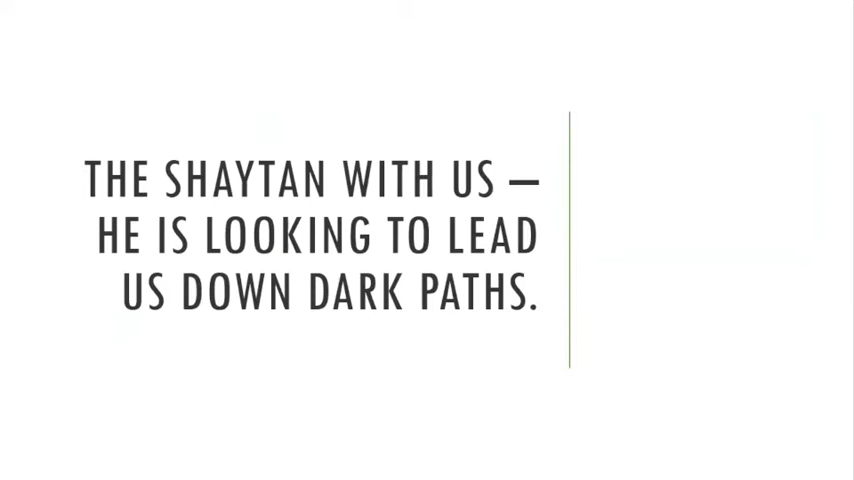 THE SHAYTAN WITH US –
HE IS LOOKING TO LEAD
US DOWN DARK PATHS.